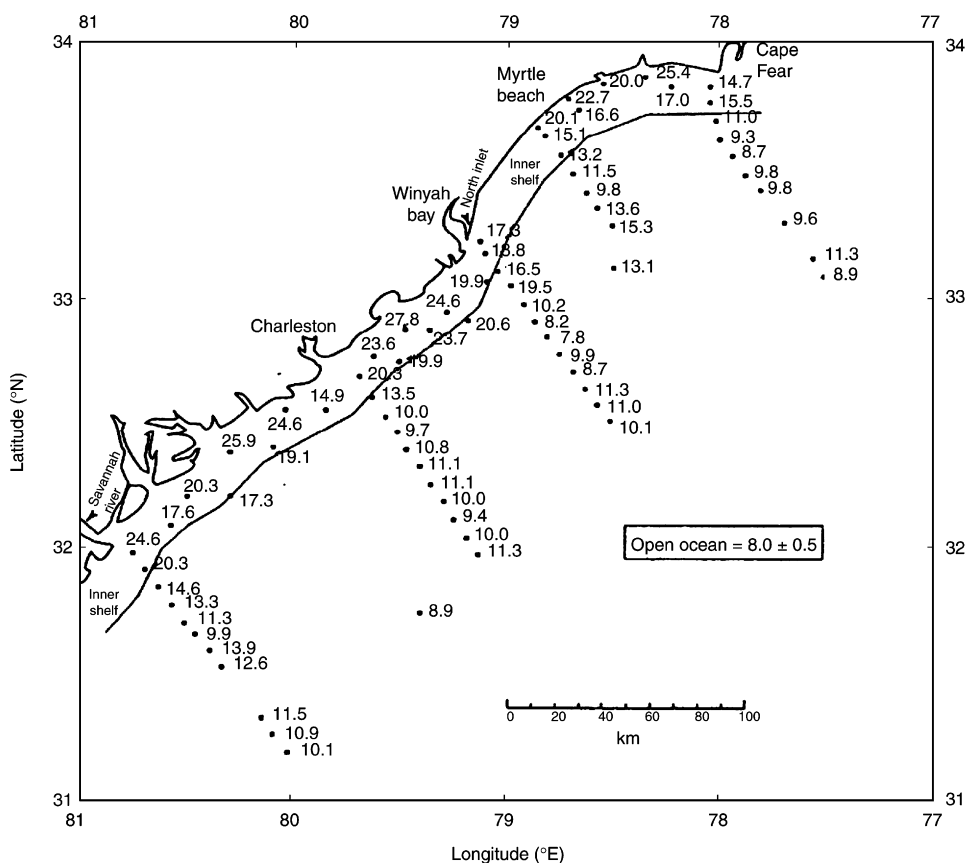 81 80 79 78 77
34 34
Cape
Fear
Myrtle
beach
20.0 25.4 14.7
22.7 17.0 15.5
20.1 16.6 11.0
15.1 9.3
13.2 8.7
Inner
shelf
North inlet
11.5 9.8
9.8 9.8
Winyah
bay
13.6
15.3 9.6
17.3
18.8 11.3
16.5 13.1 8.9
19.9 19.5
33 33
24.6 10.2
27.8 20.6 8.2
Charleston
23.7 7.8
23.6 19.9 9.9
20.3 8.7
14.9 13.5 11.3
24.6 10.0 11.0
25.9 9.7 10.1
19.1 10.8
11.1
Latitude (°N)
Savannah
river
20.3 17.3 11.1
17.6 10.0
9.4
24.6 10.0
32 32
Open ocean = 8.0 ± 0.5
20.3 11.3
14.6
Inner
shelf
13.3
11.3 8.9
9.9
13.9
12.6
11.5
10.9
10.1
0 20 40 60 80 100
km
31 31
81 80 79 78 77
Longitude (°E)